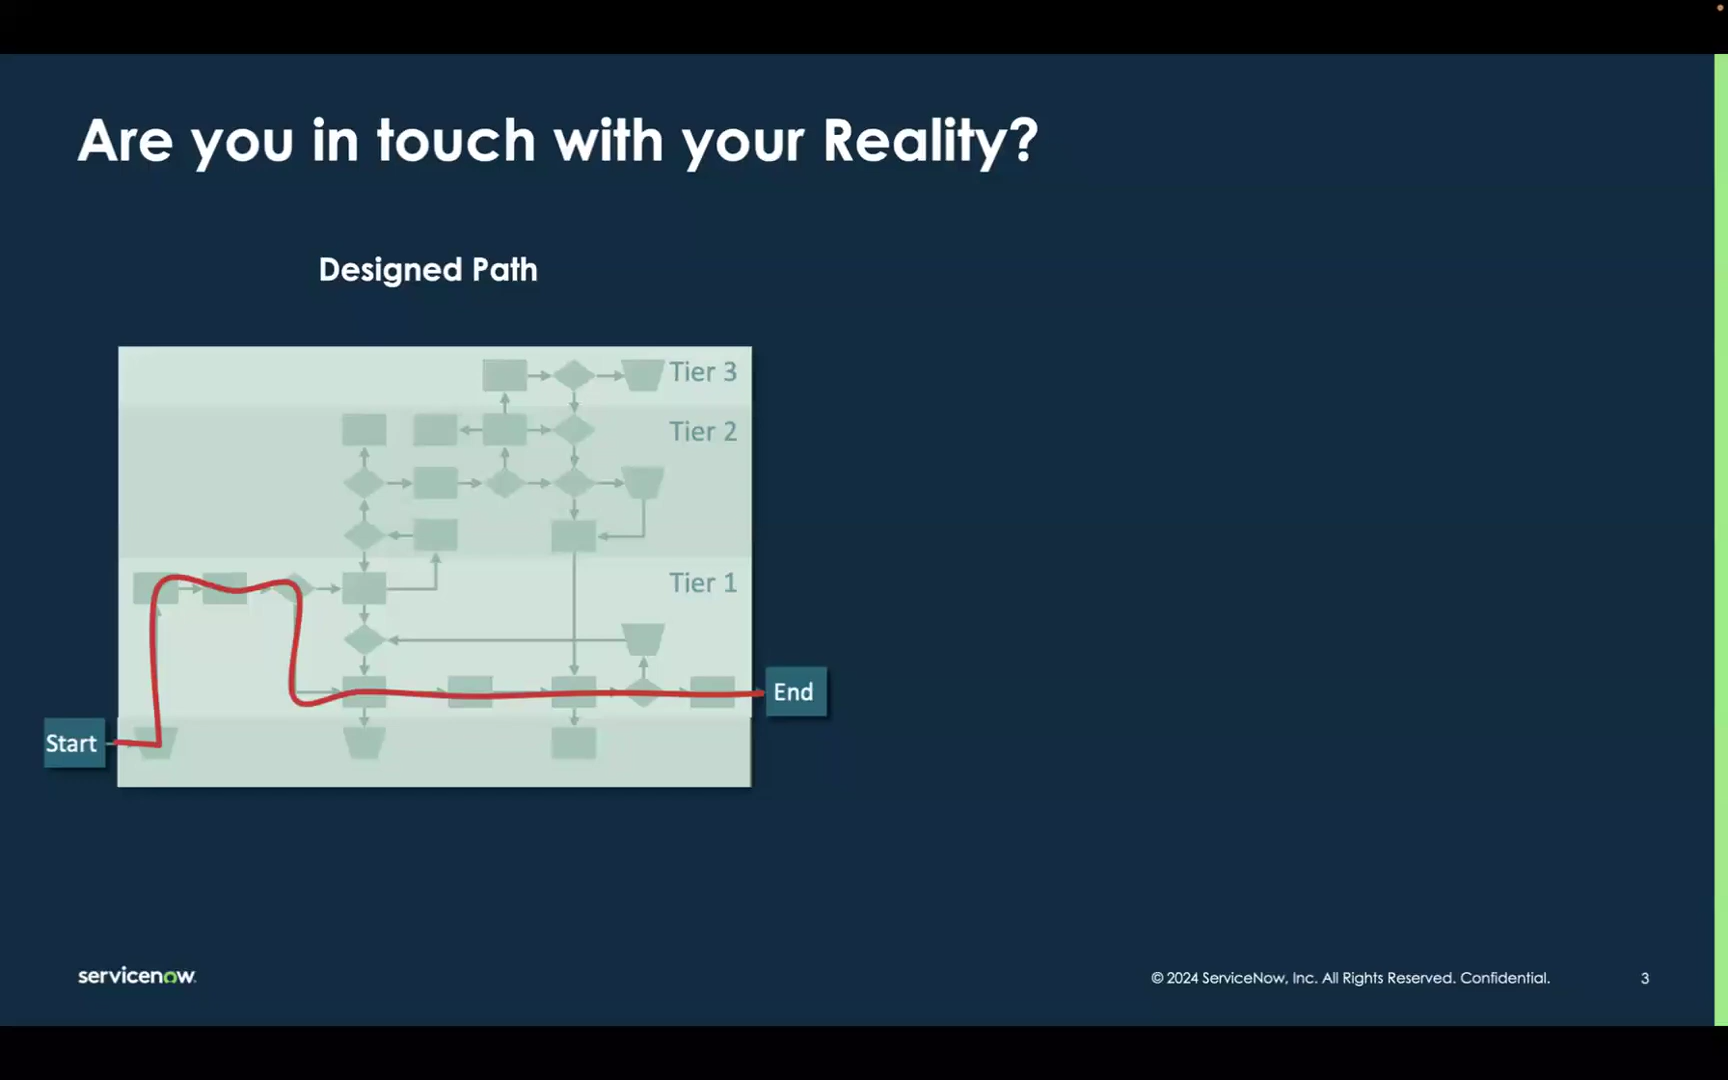 Are you in touch with your Reality?
Designed Path
Tier 3
Tier 2
Tier 1
End
Start
servicenow
© 2024 ServiceNow, Inc. All Rights Reserved. Confidential.
3